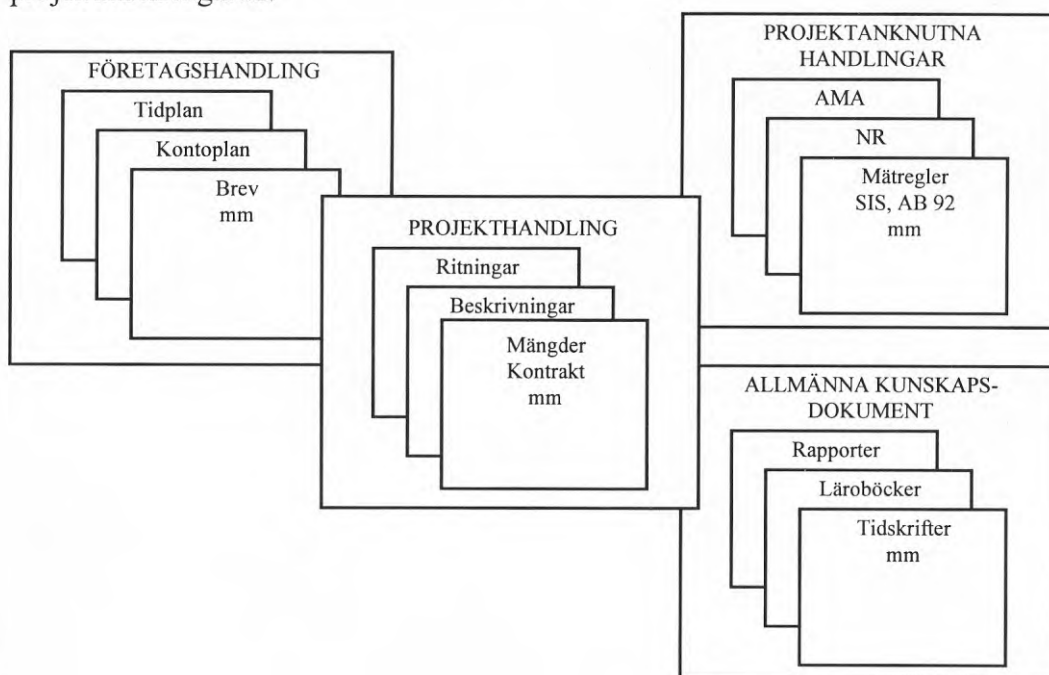 FÖRETAGSHANDLING
Tidplan
Kontoplan
Brev
mm
PROJEKTHANDLING
Ritningar
Beskrivningar
Mängder
Kontrakt
mm
PROJEKTANKNUTNA
HANDLINGAR
AMA
NR
Mätregler
SIS, AB 92
mm
ALLMÄNNA KUNSKAPS-
DOKUMENT
Rapporter
Läroböcker
Tidskrifter
mm